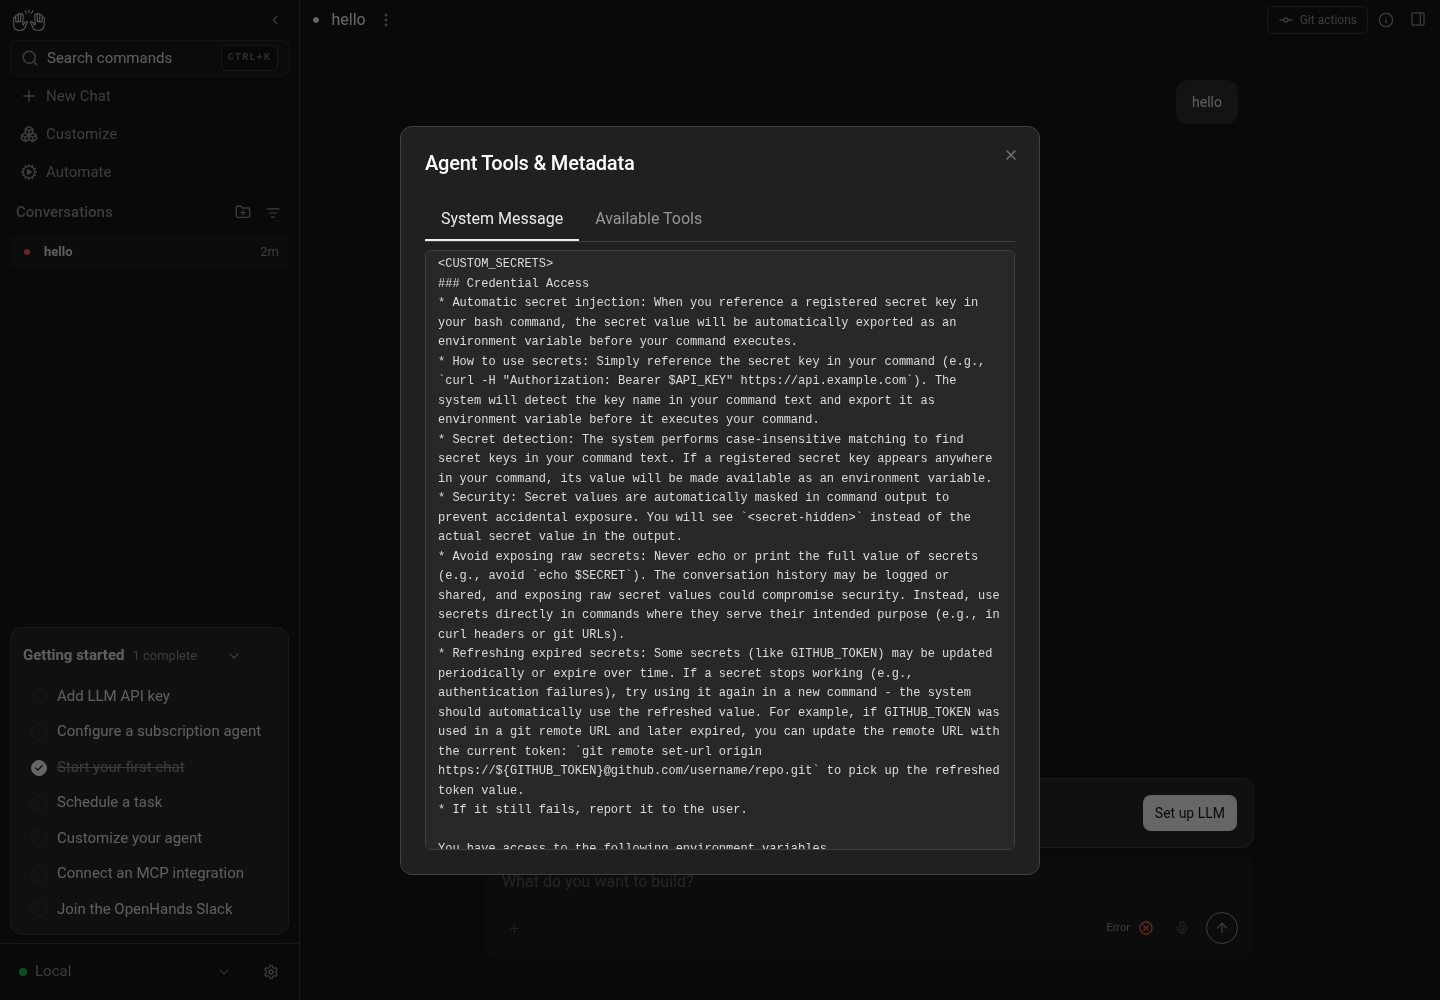 Search commands
CTRL+K
New Chat
Customize
Automate
Conversations
hello
2m
Getting started
1 complete
Add LLM API key
Configure a subscription agent
Start your first chat
Schedule a task
Customize your agent
Connect an MCP integration
Join the OpenHands Slack
Local
hello
Git actions
hello
Agent Tools & Metadata
System Message
Available Tools
<CUSTOM_SECRETS>
### Credential Access
* Automatic secret injection: When you reference a registered secret key in
your bash command, the secret value will be automatically exported as an
environment variable before your command executes.
* How to use secrets: Simply reference the secret key in your command (e.g.,
`curl -H "Authorization: Bearer $API_KEY" https://api.example.com`). The
system will detect the key name in your command text and export it as
environment variable before it executes your command.
* Secret detection: The system performs case-insensitive matching to find
secret keys in your command text. If a registered secret key appears anywhere
in your command, its value will be made available as an environment variable.
* Security: Secret values are automatically masked in command output to
prevent accidental exposure. You will see `<secret-hidden>` instead of the
actual secret value in the output.
* Avoid exposing raw secrets: Never echo or print the full value of secrets
(e.g., avoid `echo $SECRET`). The conversation history may be logged or
shared, and exposing raw secret values could compromise security. Instead, use
secrets directly in commands where they serve their intended purpose (e.g., in
curl headers or git URLs).
* Refreshing expired secrets: Some secrets (like GITHUB_TOKEN) may be updated
periodically or expire over time. If a secret stops working (e.g.,
authentication failures), try using it again in a new command - the system
should automatically use the refreshed value. For example, if GITHUB_TOKEN was
used in a git remote URL and later expired, you can update the remote URL with
the current token: `git remote set-url origin
https://${GITHUB_TOKEN}@github.com/username/repo.git` to pick up the refreshed
token value.
* If it still fails, report it to the user.
You have access to the following environment variables
Set up LLM
What do you want to build?
Error